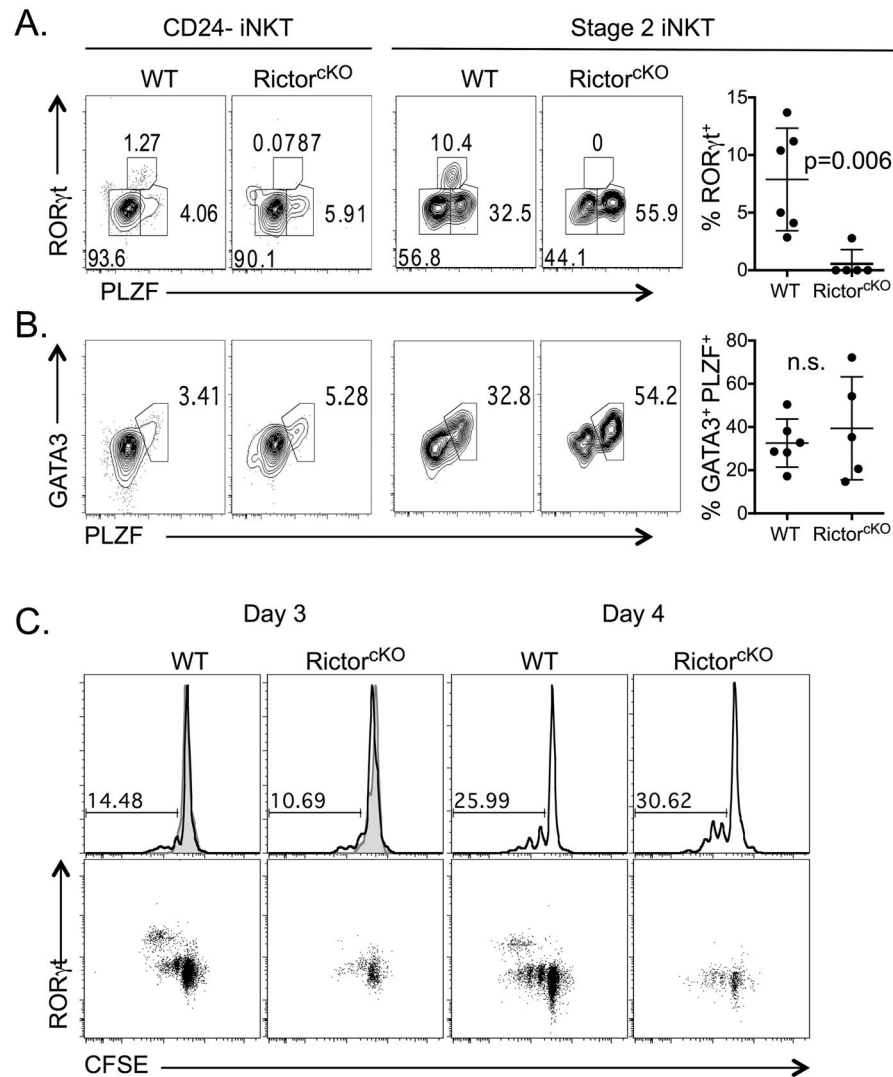 A.
CD24- iNKT
Stage 2 iNKT
WT
Rictor^cKO
WT
Rictor^cKO
RORγt
1.27
4.06
93.6
0.0787
5.91
90.1
10.4
32.5
56.8
0
55.9
44.1
PLZF
% RORγt+
15
10
5
0
p=0.006
WT
Rictor^cKO
B.
GATA3
3.41
5.28
32.8
54.2
PLZF
% GATA3+ PLZF+
80
60
40
20
0
n.s.
WT
Rictor^cKO
C.
Day 3
Day 4
WT
Rictor^cKO
WT
Rictor^cKO
14.48
10.69
25.99
30.62
RORγt
CFSE